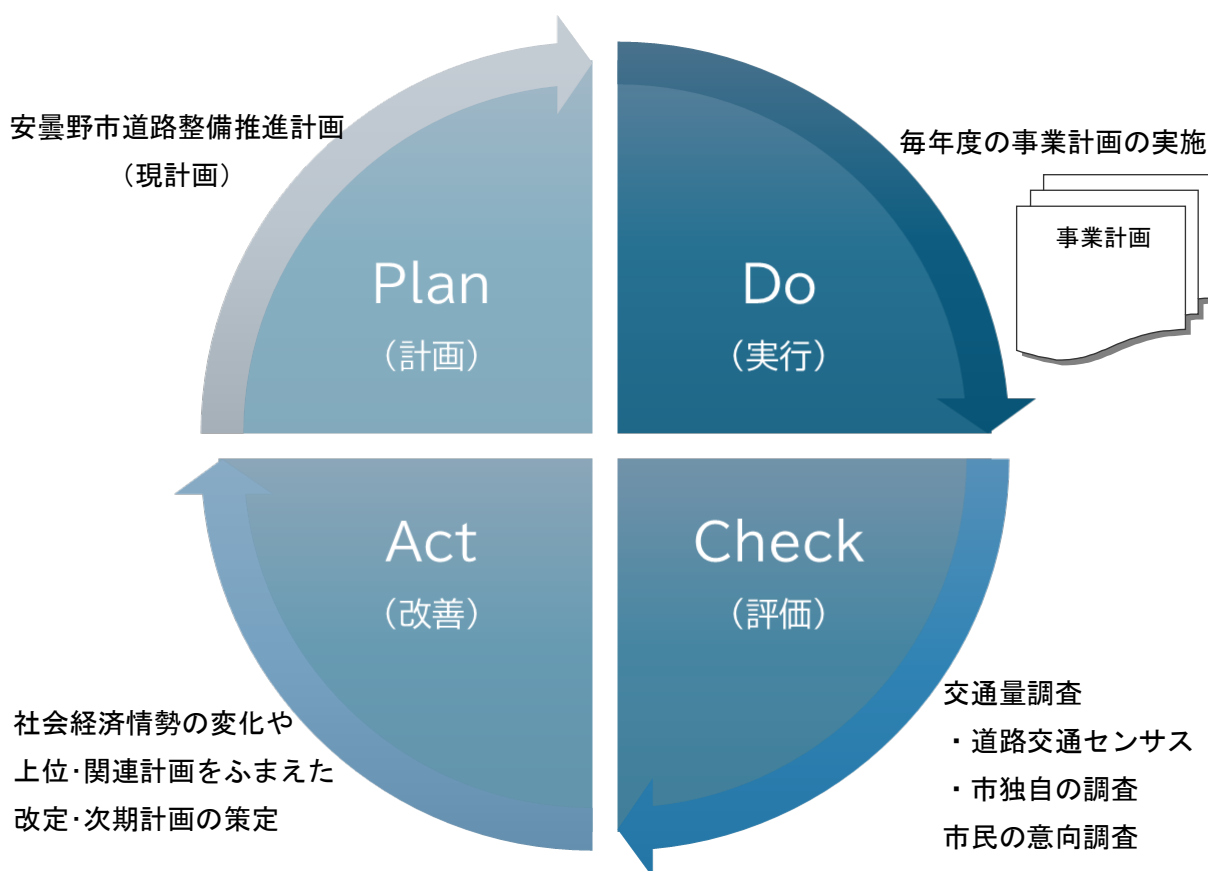 安曇野市道路整備推進計画
（現計画）
Plan
（計画）
毎年度の事業計画の実施
事業計画
Do
（実行）
Check
（評価）
交通量調査
・道路交通センサス
・市独自の調査
市民の意向調査
Act
（改善）
社会経済情勢の変化や
上位･関連計画をふまえた
改定･次期計画の策定